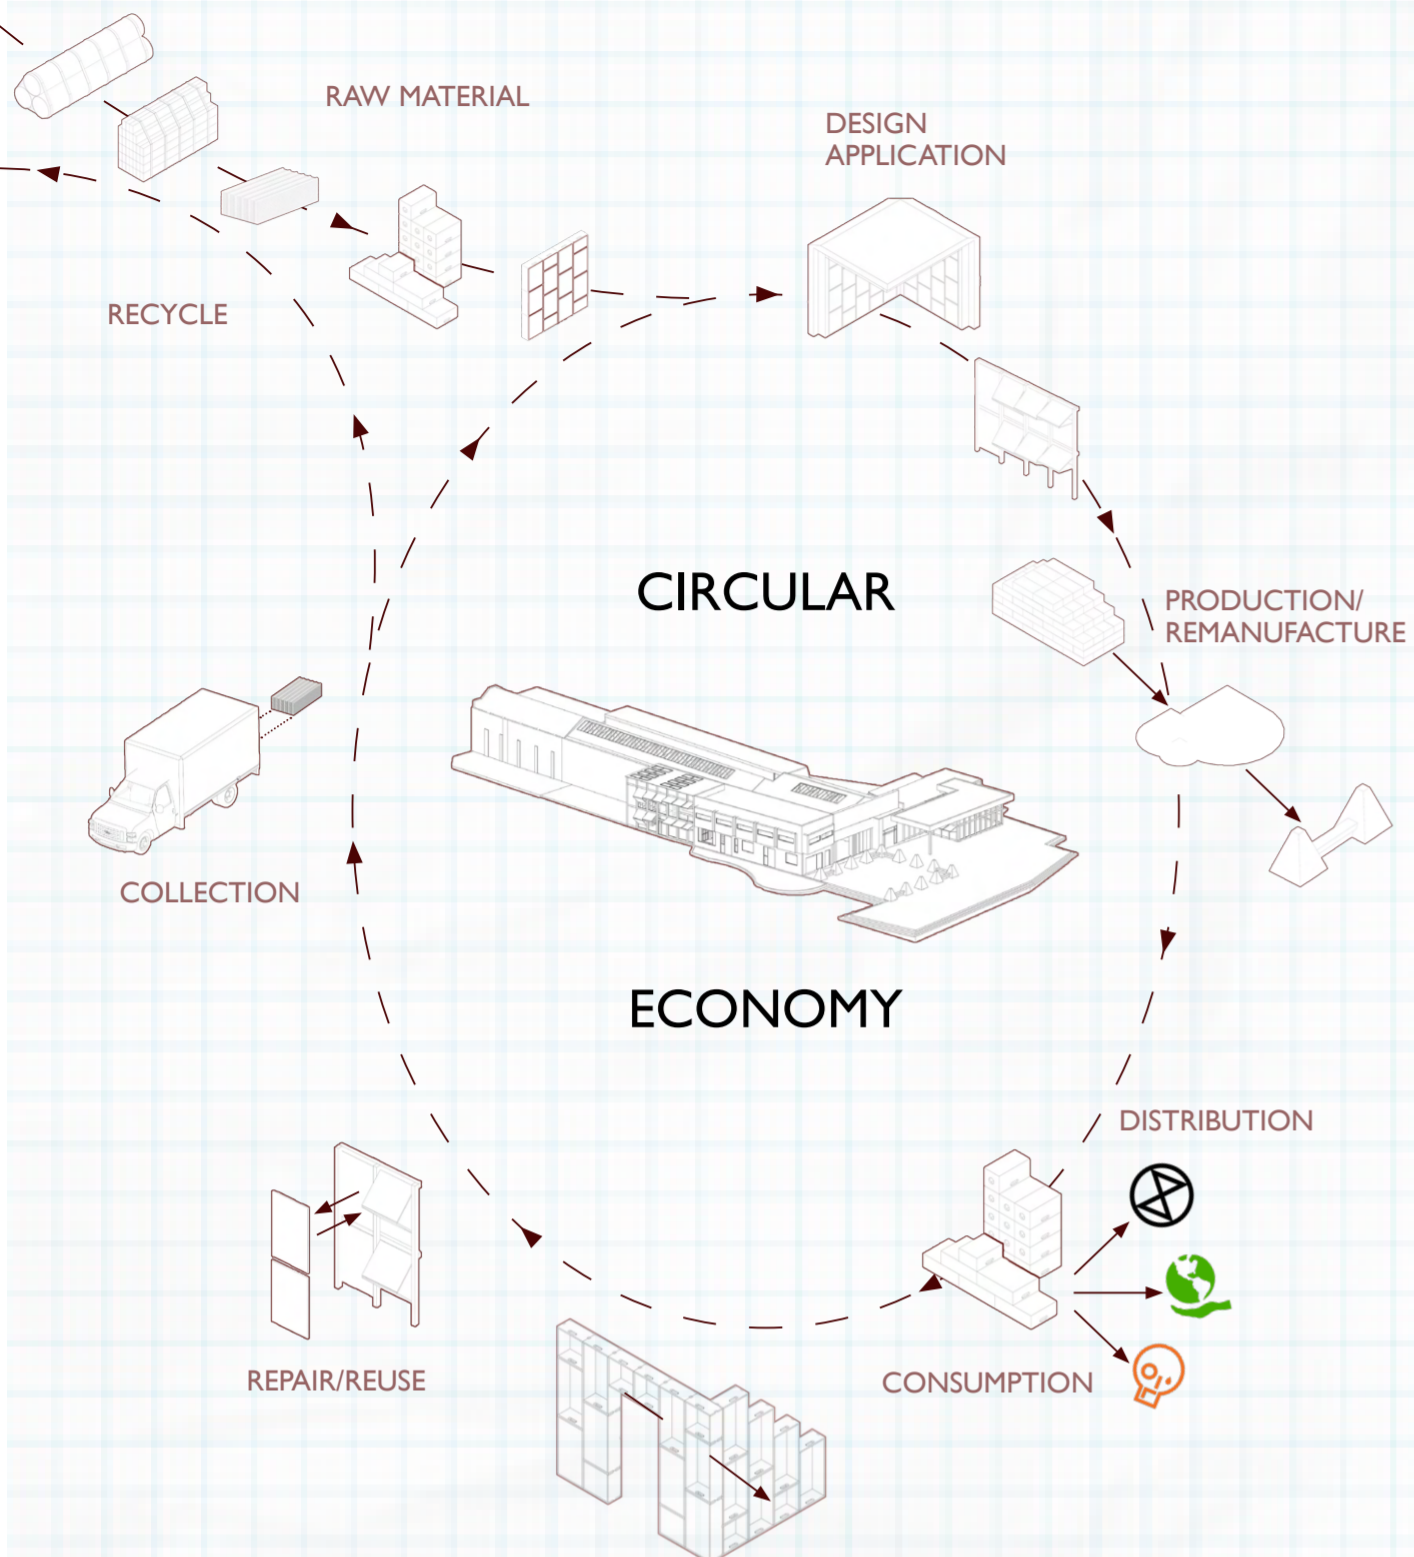 RAW MATERIAL
DESIGN
APPLICATION
RECYCLE
CIRCULAR
PRODUCTION/
REMANUFACTURE
COLLECTION
ECONOMY
DISTRIBUTION
REPAIR/REUSE
CONSUMPTION